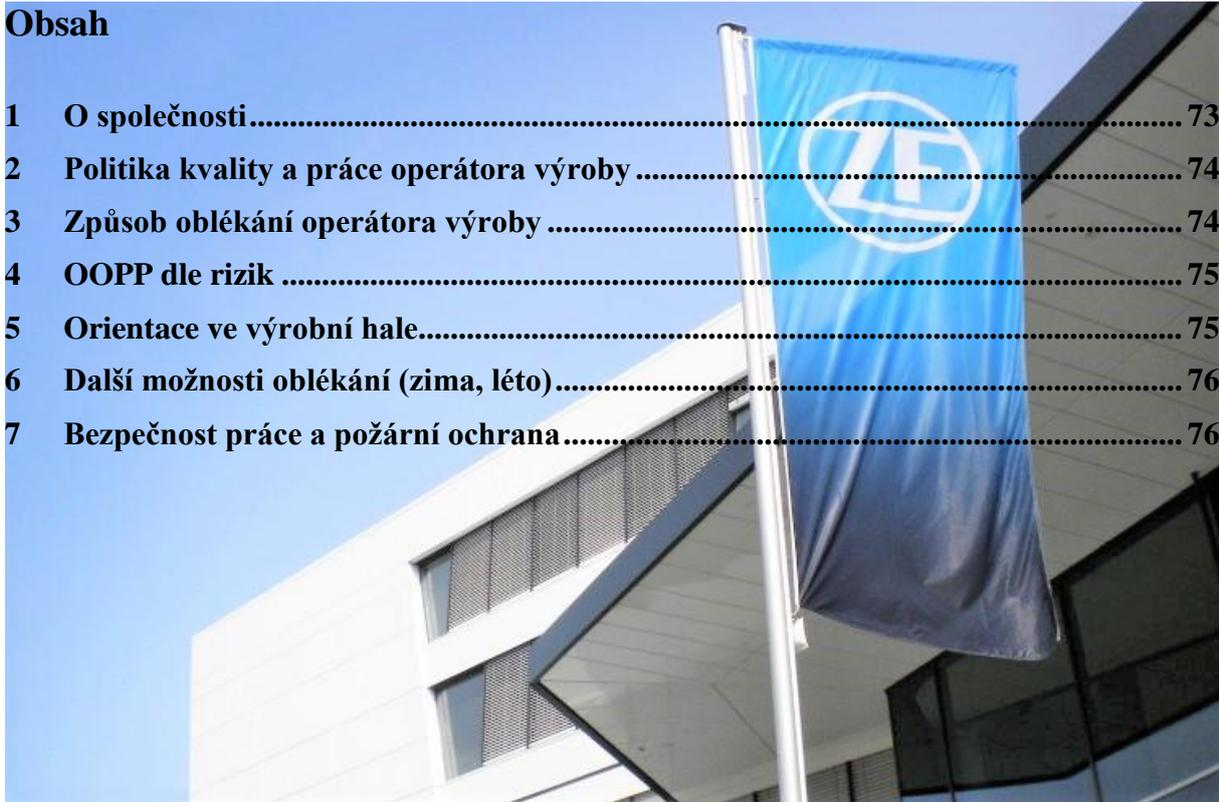 Obsah
1 O společnosti........................................................................................................................ 73
2 Politika kvality a práce operátora výroby ................................................................... 74
3 Způsob oblékání operátora výroby .............................................................................. 74
4 OOPP dle rizik ............................................................................................................... 75
5 Orientace ve výrobní hale.............................................................................................. 75
6 Další možnosti oblékání (zima, léto)............................................................................. 76
7 Bezpečnost práce a požární ochrana............................................................................ 76
ZF